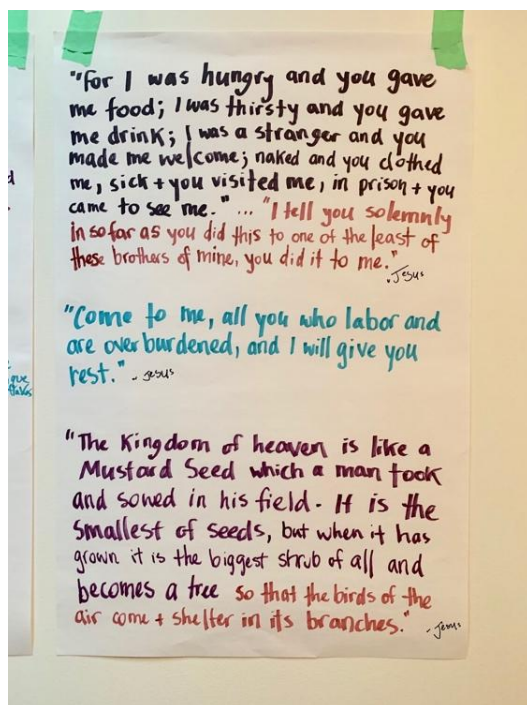 "For I was hungry and you gave
me food; I was thirsty and you gave
me drink; I was a stranger and you
made me welcome; naked and you clothed
me, sick + you visited me, in prison + you
came to see me." ... "I tell you solemnly
in so far as you did this to one of the least of
these brothers of mine, you did it to me."
- Jesus
"Come to me, all you who labor and
are overburdened, and I will give you
rest." - Jesus
"The Kingdom of heaven is like a
Mustard Seed which a man took
and sowed in his field. It is the
smallest of seeds, but when it has
grown it is the biggest shrub of all and
becomes a tree so that the birds of the
air come + shelter in its branches."
- Jesus